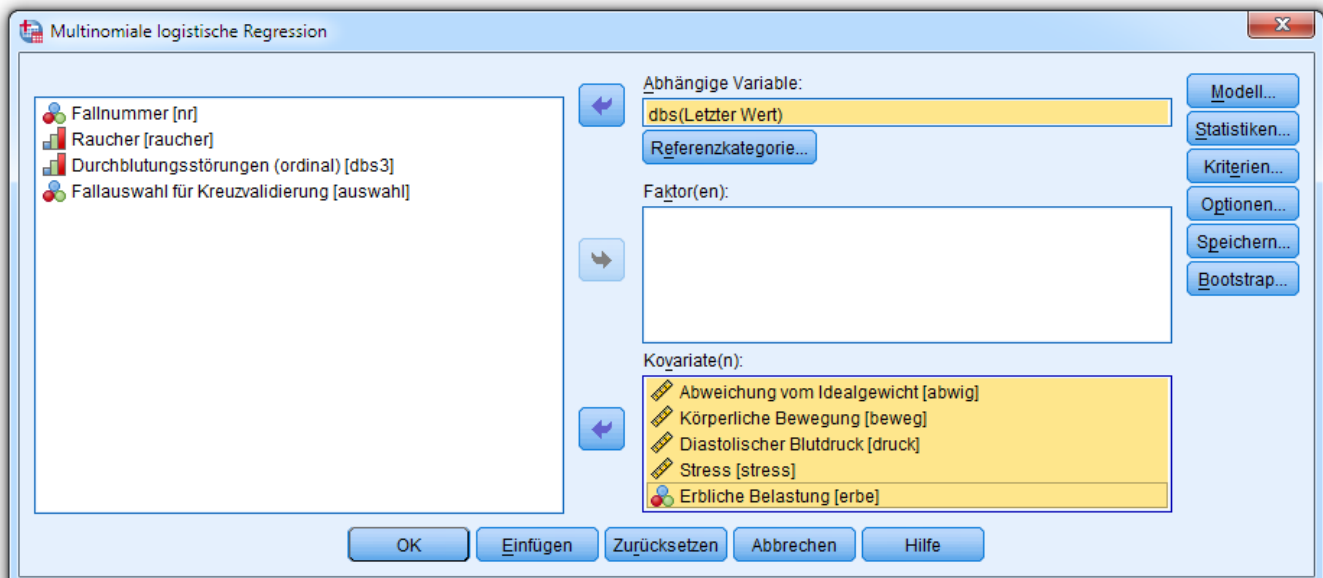 Multinomiale logistische Regression
Fallnummer [nr]
Raucher [raucher]
Durchblutungsstörungen (ordinal) [dbs3]
Fallauswahl für Kreuzvalidierung [auswahl]
Abhängige Variable:
dbs(Letzter Wert)
Referenzkategorie...
Faktor(en):
Kovariate(n):
Abweichung vom Idealgewicht [abwig]
Körperliche Bewegung [beweg]
Diastolischer Blutdruck [druck]
Stress [stress]
Erbliche Belastung [erbe]
Modell...
Statistiken...
Kriterien...
Optionen...
Speichern...
Bootstrap...
OK Einfügen Zurücksetzen Abbrechen Hilfe